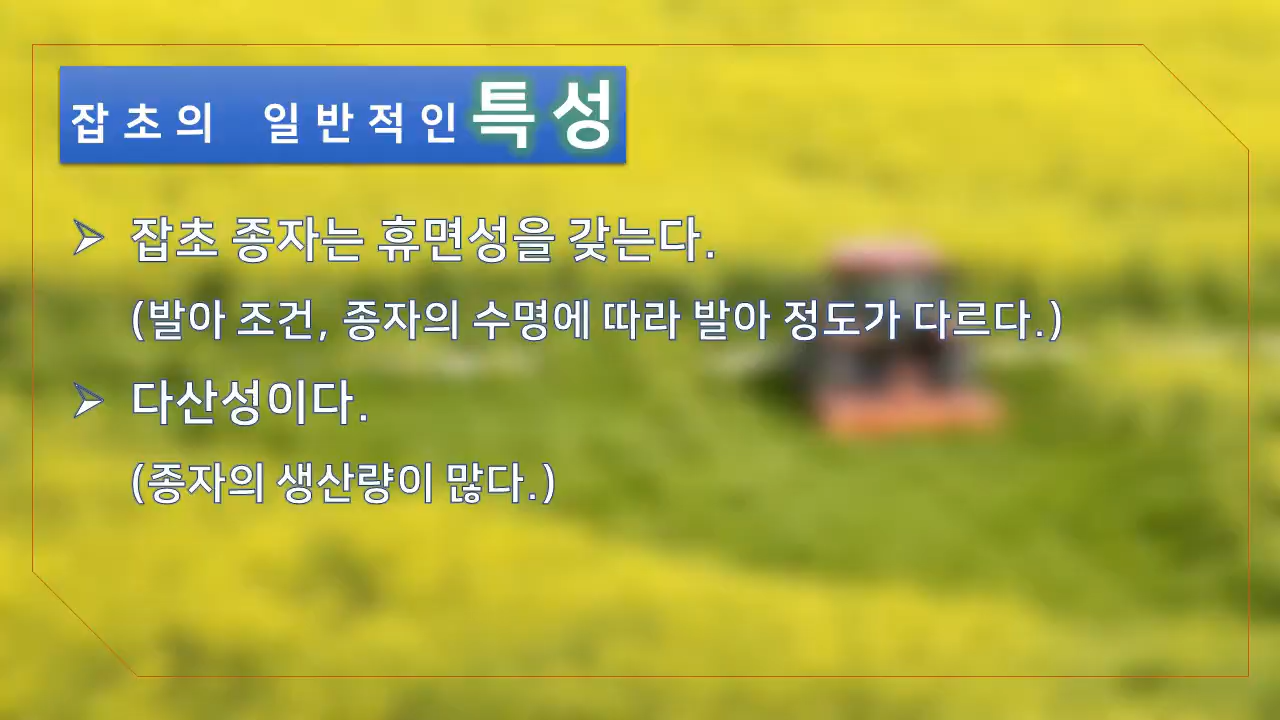 잡초의 일반적인 특성
잡초 종자는 휴면성을 갖는다.
(발아 조건, 종자의 수명에 따라 발아 정도가 다르다.)
다산성이다.
(종자의 생산량이 많다.)